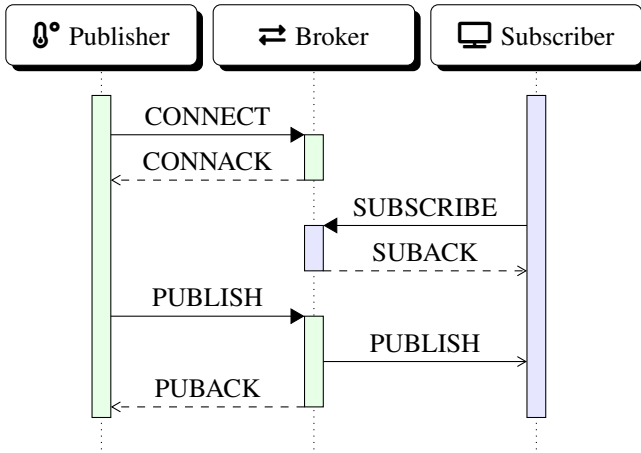 Publisher
Broker
Subscriber
CONNECT
CONNACK
SUBSCRIBE
SUBACK
PUBLISH
PUBLISH
PUBACK